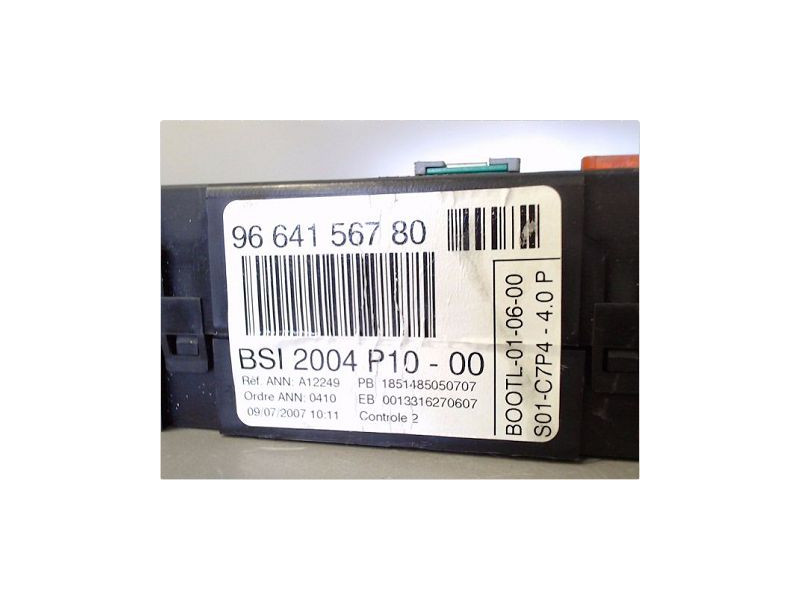 96 641 567 80
BSI 2004 P10 - 00
Réf. ANN: A12249 PB 1851485050707
Ordre ANN: 0410 EB 0013316270607
09/07/2007 10:11 Controle 2
BOOTL-01-06-00
S01-C7P4 - 4.0 P